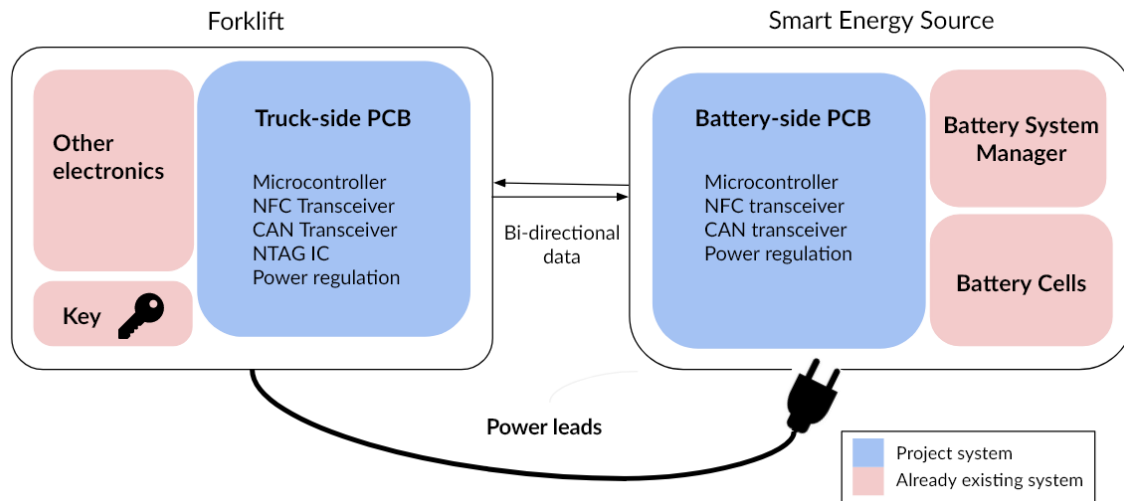 Forklift
Other
electronics
Key
Truck-side PCB
Microcontroller
NFC Transceiver
CAN Transceiver
NTAG IC
Power regulation
Bi-directional
data
Smart Energy Source
Battery-side PCB
Microcontroller
NFC transceiver
CAN transceiver
Power regulation
Battery System
Manager
Battery Cells
Power leads
Project system
Already existing system